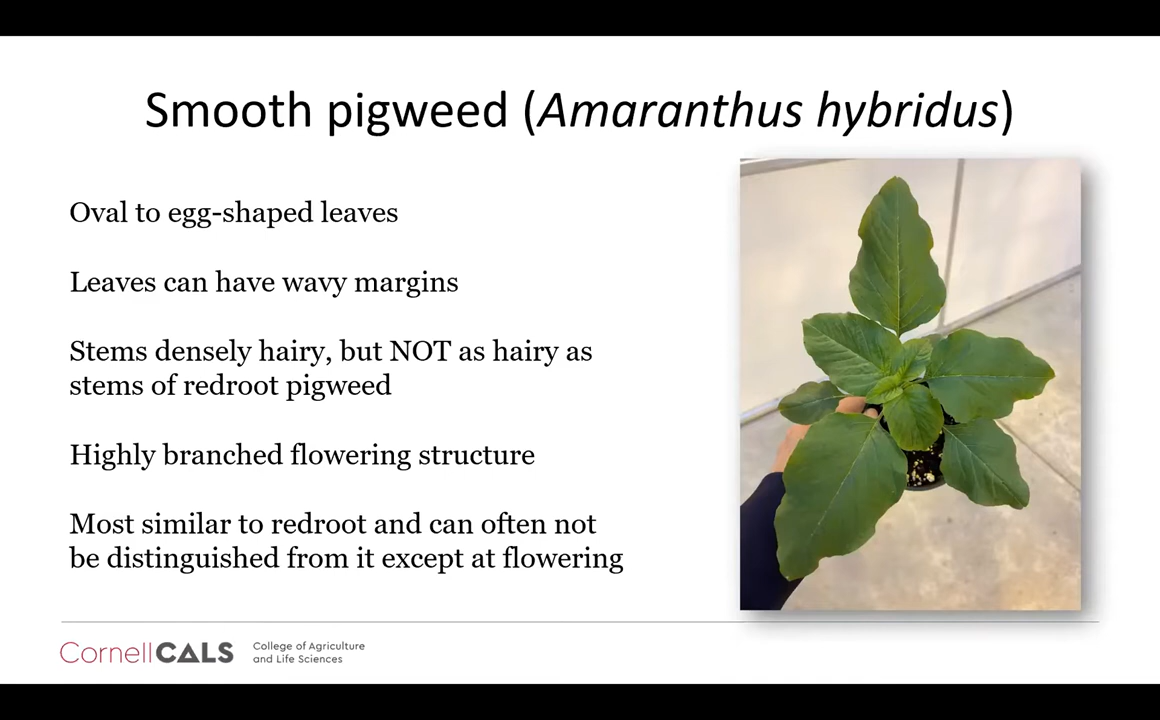 Smooth pigweed (Amaranthus hybridus)
Oval to egg-shaped leaves
Leaves can have wavy margins
Stems densely hairy, but NOT as hairy as
stems of redroot pigweed
Highly branched flowering structure
Most similar to redroot and can often not
be distinguished from it except at flowering
CornellCALS
College of Agriculture
and Life Sciences